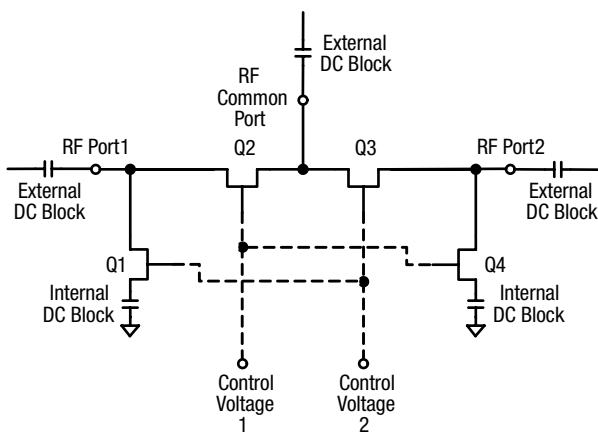 External
DC Block
RF
Common
Port
RF Port1
Q2
Q3
RF Port2
External
DC Block
External
DC Block
Q1
Q4
Internal
DC Block
Internal
DC Block
Control
Voltage
1
Control
Voltage
2